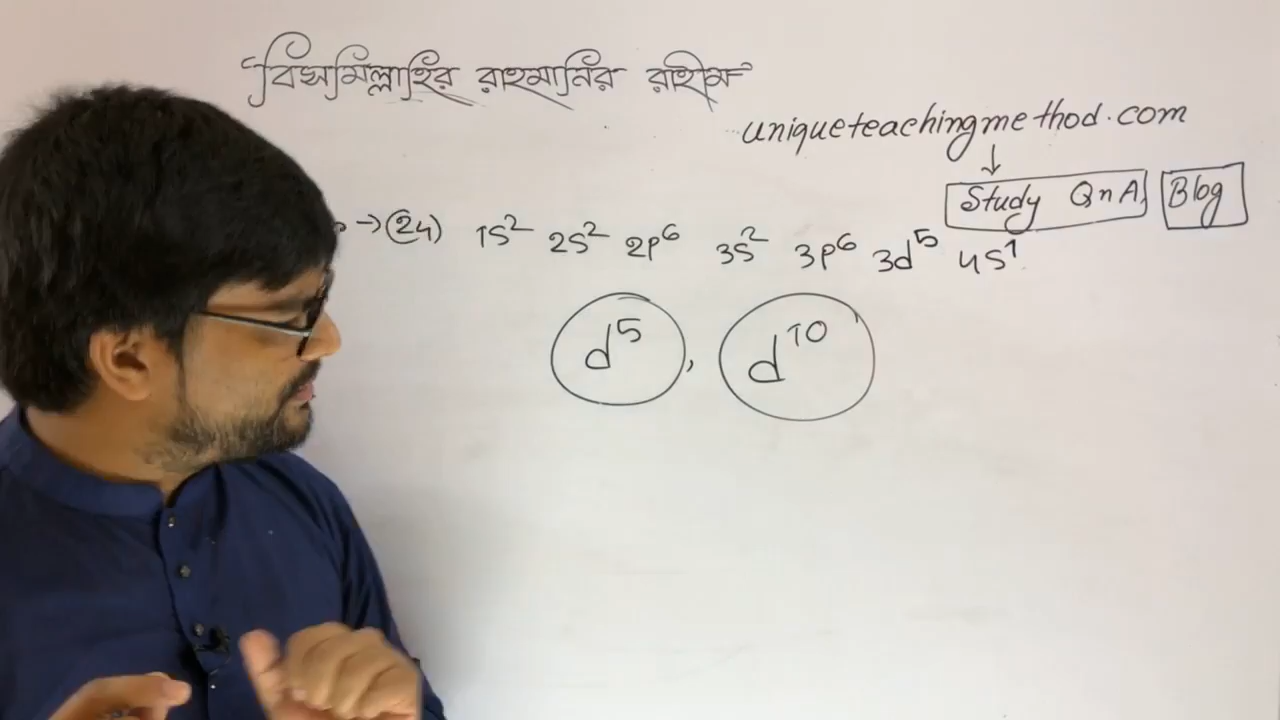 "বিসমিল্লাহির রাহমানির রাহীম"
uniqueteachingmethod.com
↓
Study QnA, Blog
→ (24) 1s² 2s² 2p⁶ 3s² 3p⁶ 3d⁵ 4s¹
d⁵, d¹⁰